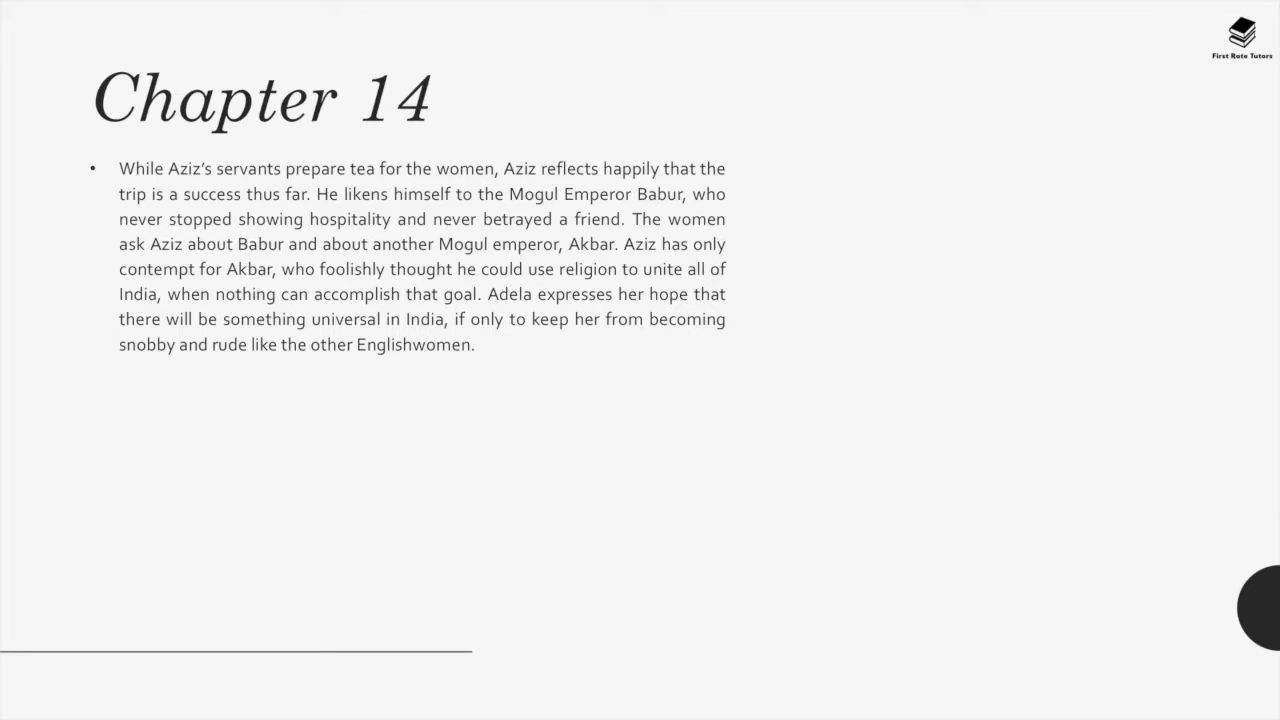 First Rate Tutors
Chapter 14
• While Aziz’s servants prepare tea for the women, Aziz reflects happily that the
trip is a success thus far. He likens himself to the Mogul Emperor Babur, who
never stopped showing hospitality and never betrayed a friend. The women
ask Aziz about Babur and about another Mogul emperor, Akbar. Aziz has only
contempt for Akbar, who foolishly thought he could use religion to unite all of
India, when nothing can accomplish that goal. Adela expresses her hope that
there will be something universal in India, if only to keep her from becoming
snobby and rude like the other Englishwomen.